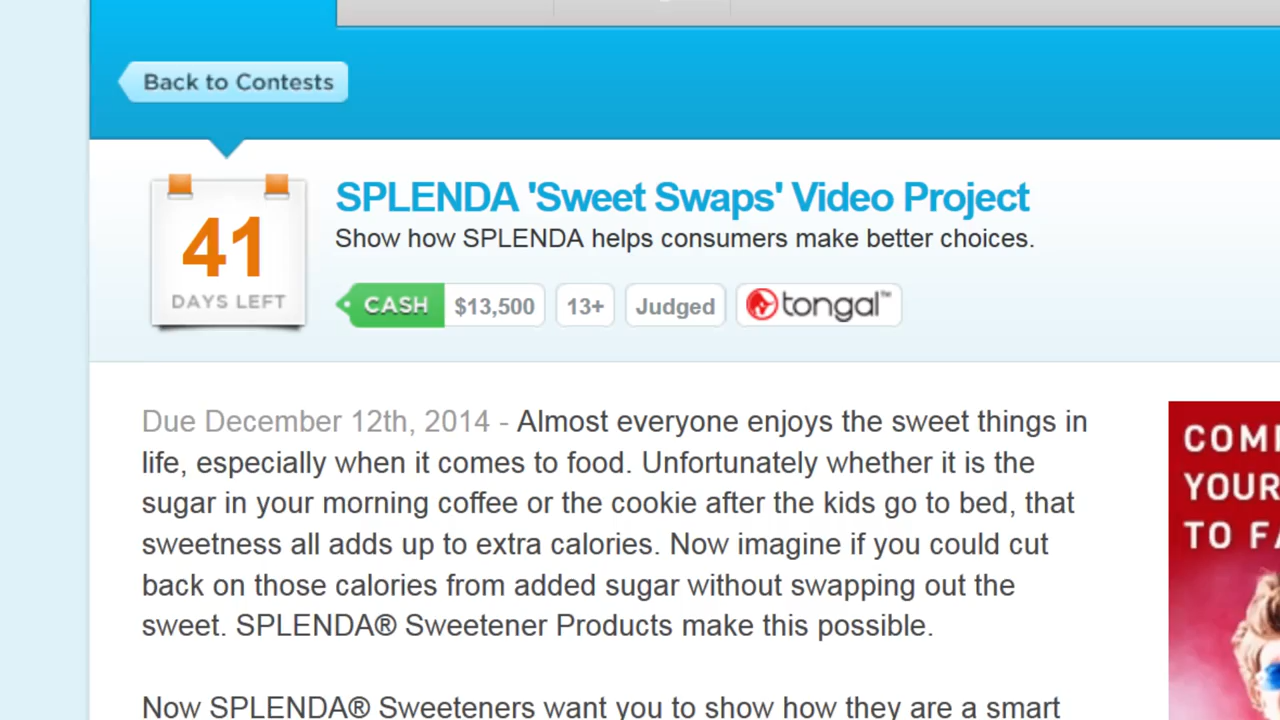 Back to Contests
41
DAYS LEFT
SPLENDA 'Sweet Swaps' Video Project
Show how SPLENDA helps consumers make better choices.
CASH $13,500 13+ Judged tongal™
Due December 12th, 2014 - Almost everyone enjoys the sweet things in
life, especially when it comes to food. Unfortunately whether it is the
sugar in your morning coffee or the cookie after the kids go to bed, that
sweetness all adds up to extra calories. Now imagine if you could cut
back on those calories from added sugar without swapping out the
sweet. SPLENDA® Sweetener Products make this possible.
Now SPLENDA® Sweeteners want you to show how they are a smart
YOUR
TO